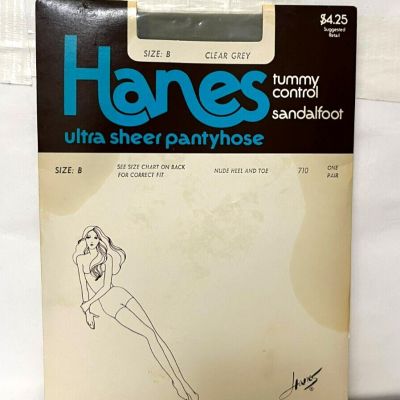 SIZE: B CLEAR GREY $4.25
Suggested
Retail
Hanes tummy
control
sandalfoot
ultra sheer pantyhose
SIZE: B SEE SIZE CHART ON BACK NUDE HEEL AND TOE 710 ONE
FOR CORRECT FIT PAIR
Hanes ®